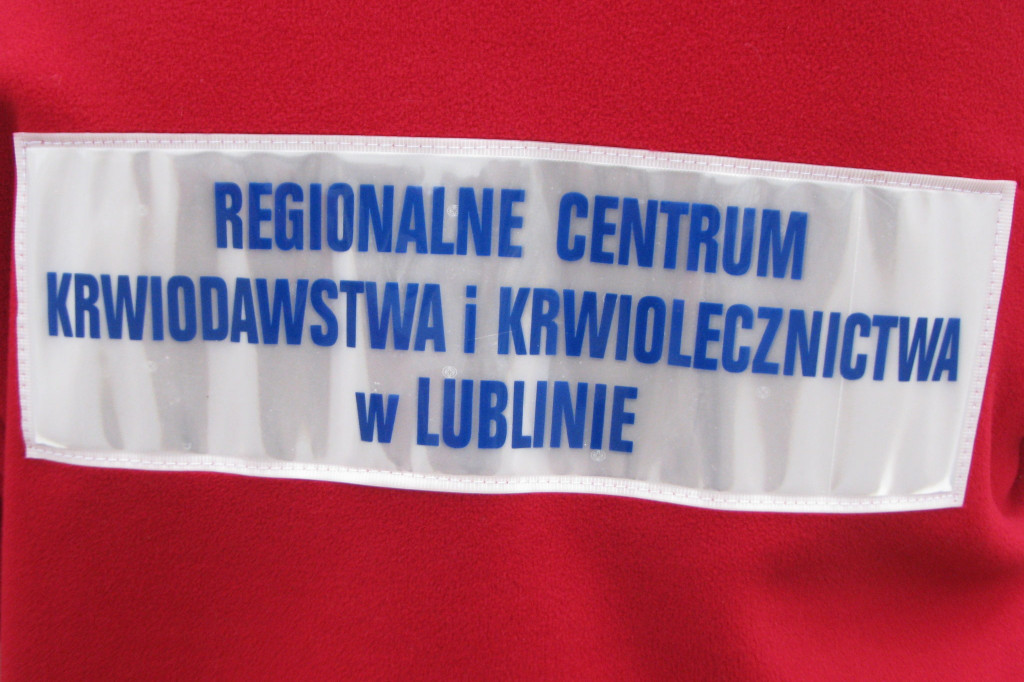 REGIONALNE CENTRUM
KRWIODAWSTWA i KRWIOLECZNICTWA
w LUBLINIE